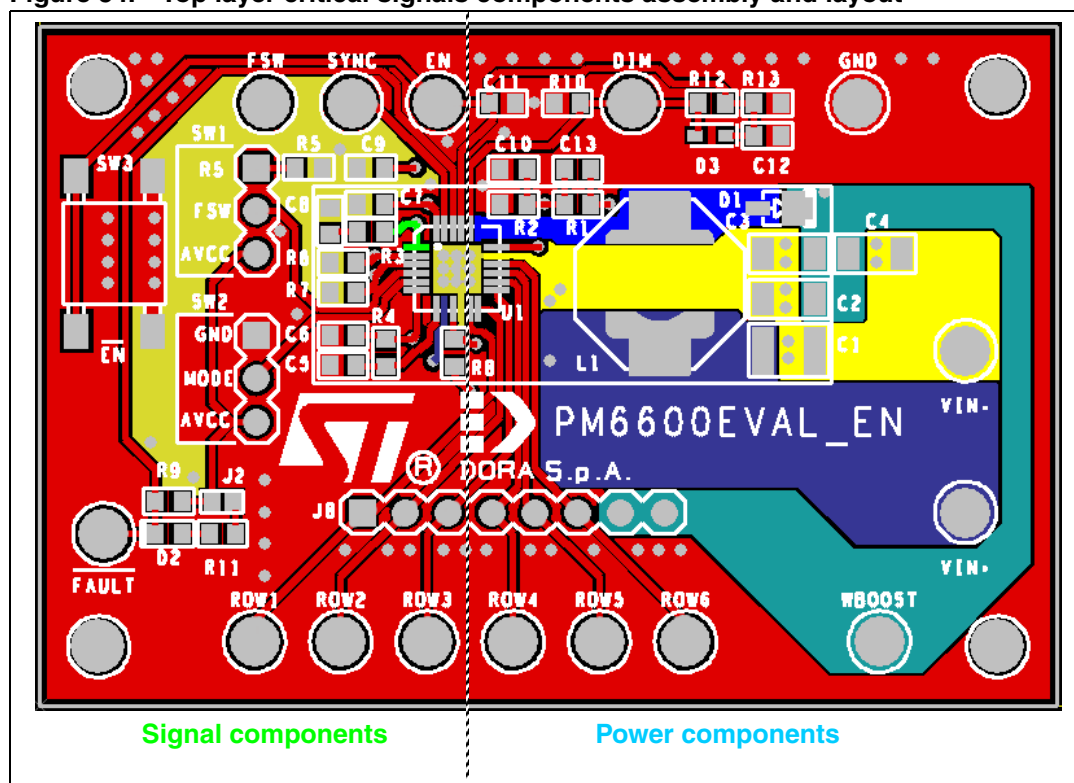 Figure 34. Top layer critical signals components assembly and layout
FSW SYNC EN DIM GND
C11 R10 R12 R13
SW1
SW3 R5 R5 C9 C10 C13 D3 C12
FSW C8 C7 R2 R1 D1 C3 C4
AVCC R6 R3
SW2 R7 U1 C2
GND C6 R4
EN C5 R8 L1 C1
MODE
AVCC VIN-
PM6600EVAL_EN
ST ® DORA S.p.A.
R9 J2
J8
D2 R11
FAULT VIN+
ROW1 ROW2 ROW3 ROW4 ROW5 ROW6 WBOOST
Signal components Power components